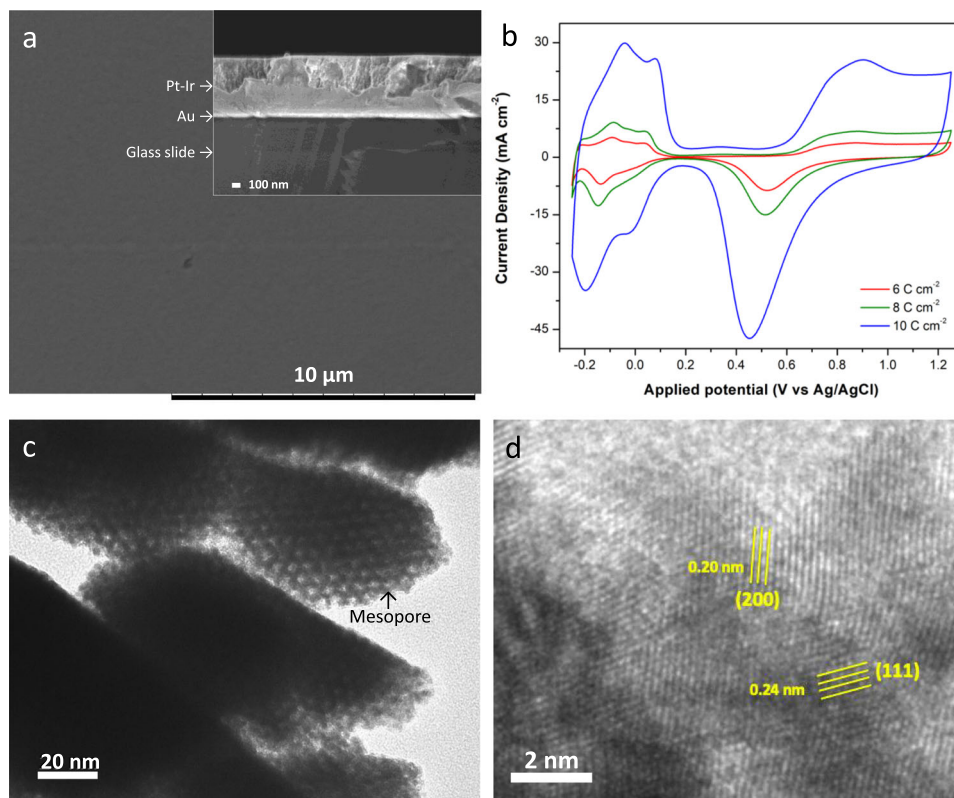 a
Pt-Ir →
Au →
Glass slide →
100 nm
10 µm
b
Current Density (mA cm⁻²)
30
15
0
-15
-30
-45
6 C cm⁻²
8 C cm⁻²
10 C cm⁻²
-0.2 0.0 0.2 0.4 0.6 0.8 1.0 1.2
Applied potential (V vs Ag/AgCl)
c
Mesopore
20 nm
d
0.20 nm
(200)
(111)
0.24 nm
2 nm